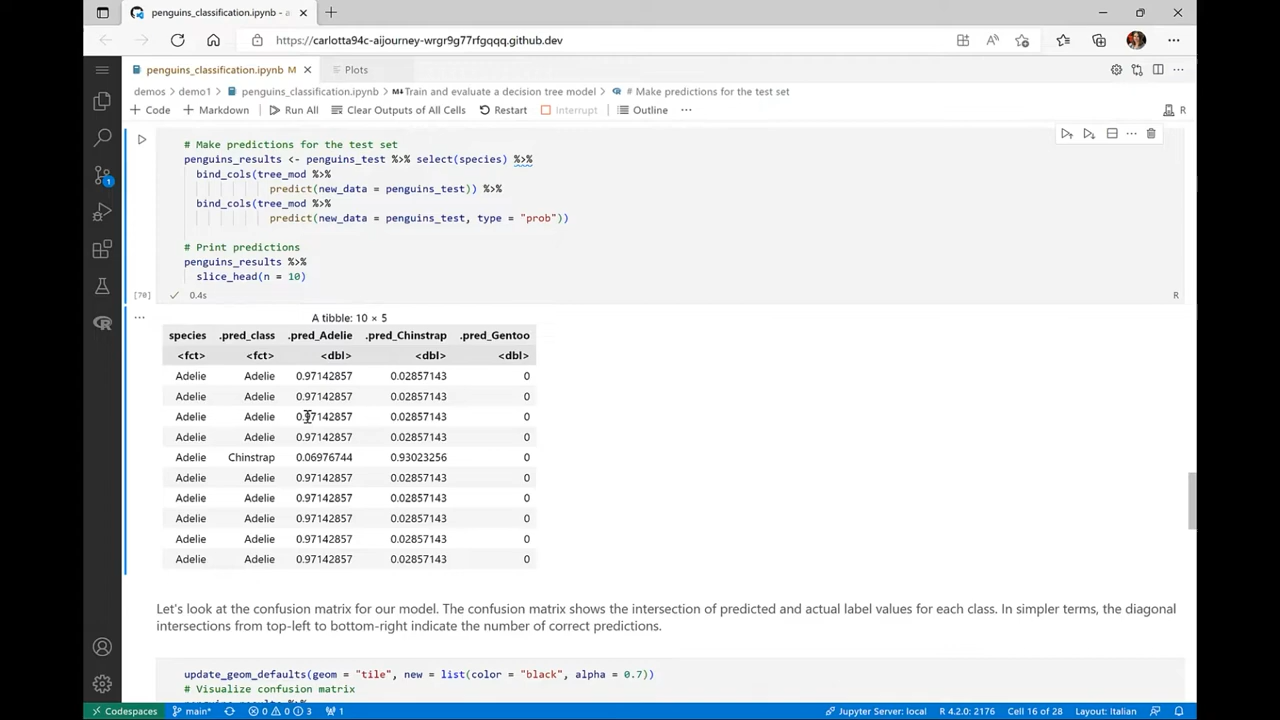 penguins_classification.ipynb - a
https://carlotta94c-aijourney-wrgr9g77rfgqqq.github.dev
penguins_classification.ipynb M
Plots
demos > demo1 > penguins_classification.ipynb > Train and evaluate a decision tree model > # Make predictions for the test set
+ Code + Markdown Run All Clear Outputs of All Cells Restart Interrupt Outline ... R
# Make predictions for the test set
penguins_results <- penguins_test %>% select(species) %>%
bind_cols(tree_mod %>%
predict(new_data = penguins_test)) %>%
bind_cols(tree_mod %>%
predict(new_data = penguins_test, type = "prob"))
# Print predictions
penguins_results %>%
slice_head(n = 10)
[70] 0.4s R
A tibble: 10 × 5
species .pred_class .pred_Adelie .pred_Chinstrap .pred_Gentoo
<fct> <fct> <dbl> <dbl> <dbl>
Adelie Adelie 0.97142857 0.02857143 0
Adelie Adelie 0.97142857 0.02857143 0
Adelie Adelie 0.97142857 0.02857143 0
Adelie Adelie 0.97142857 0.02857143 0
Adelie Chinstrap 0.06976744 0.93023256 0
Adelie Adelie 0.97142857 0.02857143 0
Adelie Adelie 0.97142857 0.02857143 0
Adelie Adelie 0.97142857 0.02857143 0
Adelie Adelie 0.97142857 0.02857143 0
Adelie Adelie 0.97142857 0.02857143 0
Let's look at the confusion matrix for our model. The confusion matrix shows the intersection of predicted and actual label values for each class. In simpler terms, the diagonal
intersections from top-left to bottom-right indicate the number of correct predictions.
update_geom_defaults(geom = "tile", new = list(color = "black", alpha = 0.7))
# Visualize confusion matrix
Codespaces main* 0 0 3 1 Jupyter Server: local R 4.2.0: 2176 Cell 16 of 28 Layout: Italian